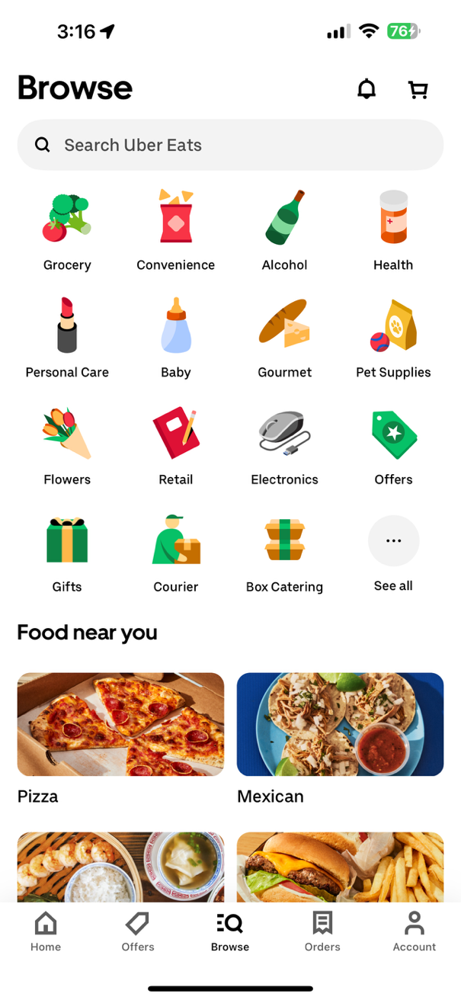 3:16
76
Browse
Search Uber Eats
Grocery
Convenience
Alcohol
Health
Personal Care
Baby
Gourmet
Pet Supplies
Flowers
Retail
Electronics
Offers
Gifts
Courier
Box Catering
See all
Food near you
Pizza
Mexican
Home
Offers
Browse
Orders
Account